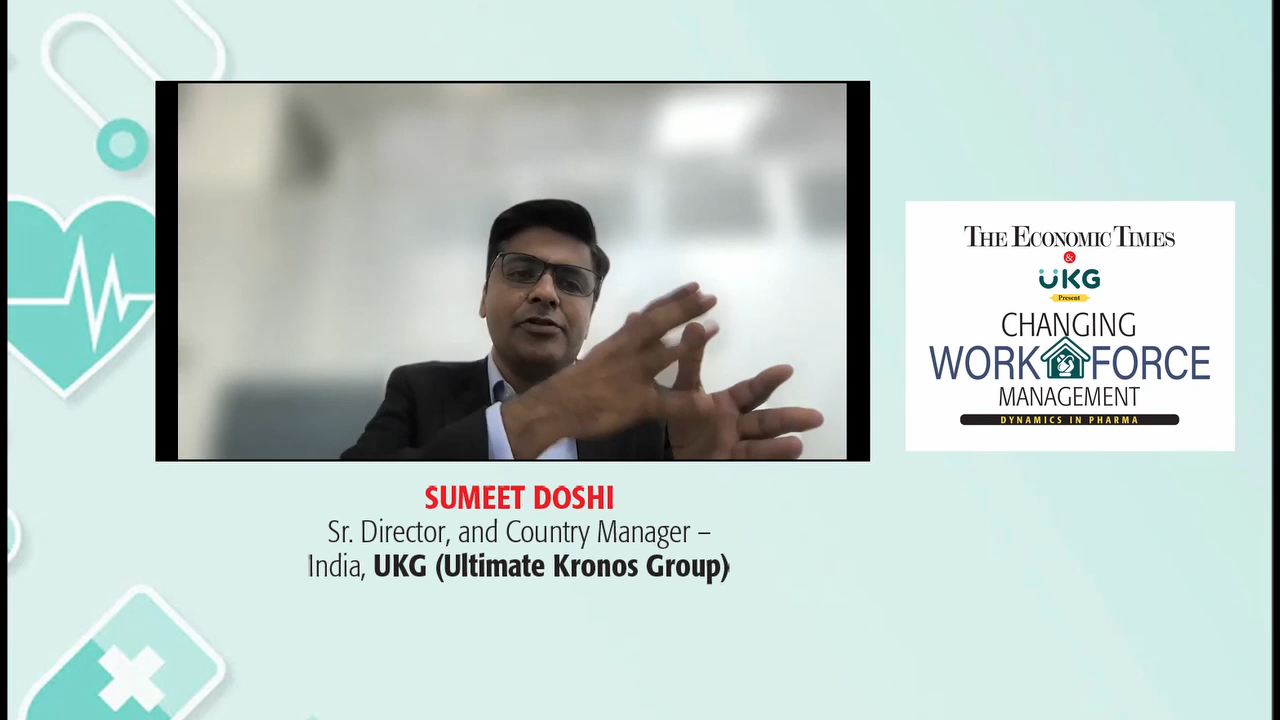 THE ECONOMIC TIMES
&
UKG
Present
CHANGING
WORKFORCE
MANAGEMENT
DYNAMICS IN PHARMA
SUMEET DOSHI
Sr. Director, and Country Manager –
India, UKG (Ultimate Kronos Group)